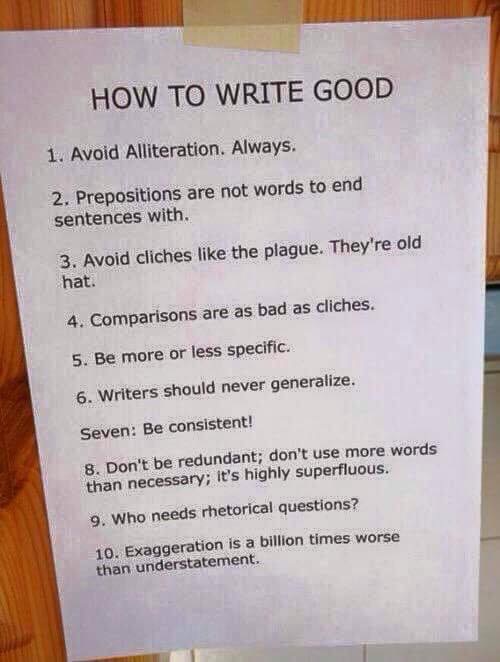 HOW TO WRITE GOOD
1. Avoid Alliteration. Always.
2. Prepositions are not words to end
sentences with.
3. Avoid cliches like the plague. They're old
hat.
4. Comparisons are as bad as cliches.
5. Be more or less specific.
6. Writers should never generalize.
Seven: Be consistent!
8. Don't be redundant; don't use more words
than necessary; it's highly superfluous.
9. Who needs rhetorical questions?
10. Exaggeration is a billion times worse
than understatement.